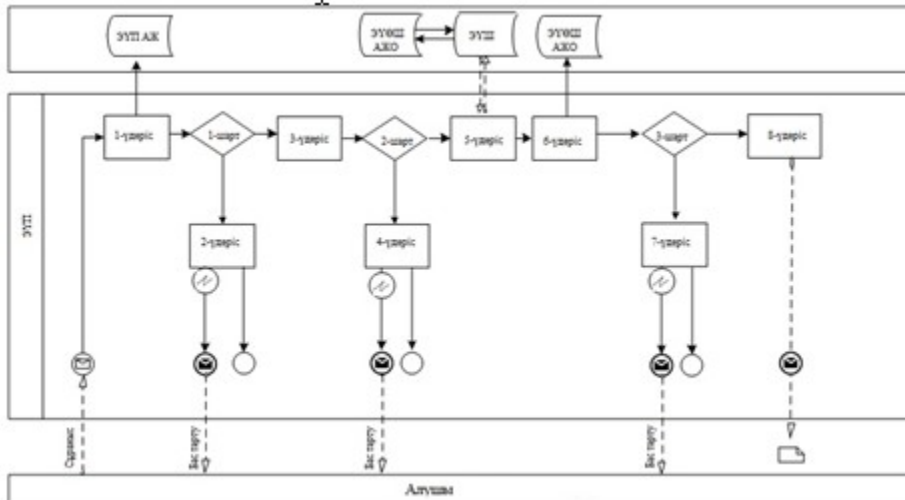 ЭҮП АЖ
ЭҮӨШ
АЖО
ЭҮШ
ЭҮӨШ
АЖО
1-үдеріс
1-шарт
3-үдеріс
2-шарт
5-үдеріс
6-үдеріс
3-шарт
8-үдеріс
ЭҮП
2-үдеріс
4-үдеріс
7-үдеріс
Сұраныс
Бас тарту
Бас тарту
Бас тарту
Алушы